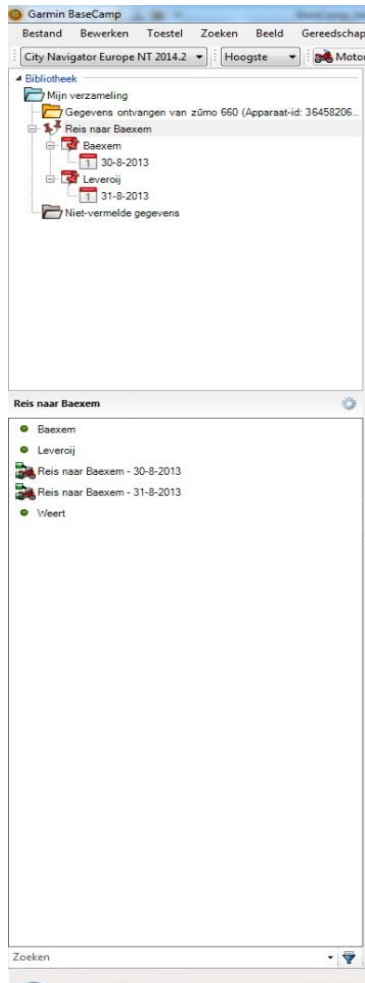 Garmin BaseCamp
Bestand Bewerken Toestel Zoeken Beeld Gereedschap
City Navigator Europe NT 2014.2 Hoogste Motor
Bibliotheek
Mijn verzameling
Gegevens ontvangen van zūmo 660 (Apparaat-id: 36458206
Reis naar Baexem
Baexem
1 30-8-2013
Leveroij
1 31-8-2013
Niet-vermelde gegevens
Reis naar Baexem
Baexem
Leveroij
Reis naar Baexem - 30-8-2013
Reis naar Baexem - 31-8-2013
Weert
Zoeken